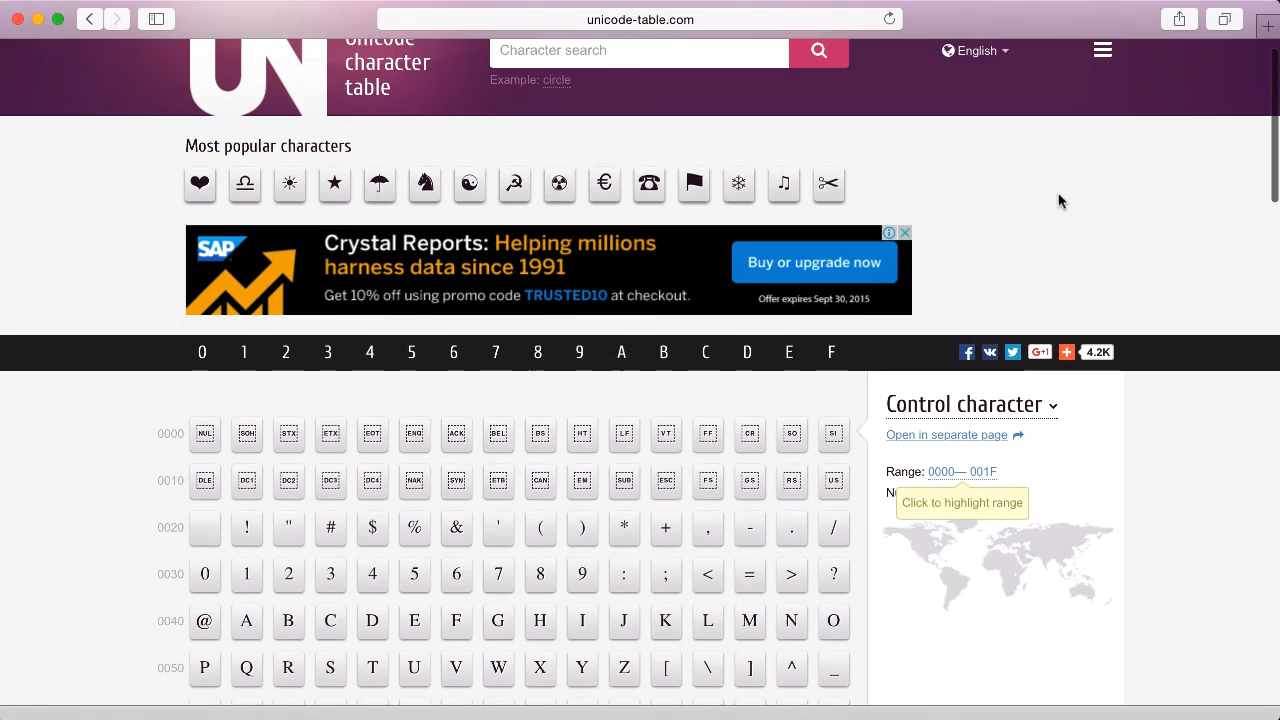 unicode-table.com
UN
Unicode
character
table
Character search
Example: circle
English
Most popular characters
❤ ♎ ☀ ★ ☂ ♞ ☯ ☭ ☢ € ☎ ⚑ ❄ ♫ ✂
SAP
Crystal Reports: Helping millions
harness data since 1991
Get 10% off using promo code TRUSTED10 at checkout.
Buy or upgrade now
Offer expires Sept 30, 2015
0 1 2 3 4 5 6 7 8 9 A B C D E F
G+1
4.2K
Control character
Open in separate page
Range: 0000— 001F
Click to highlight range
0000 NUL SOH STX ETX EOT ENQ ACK BEL BS HT LF VT FF CR SO SI
0010 DLE DC1 DC2 DC3 DC4 NAK SYN ETB CAN EM SUB ESC FS GS RS US
0020 ! " # $ % & ' ( ) * + , - . /
0030 0 1 2 3 4 5 6 7 8 9 : ; < = > ?
0040 @ A B C D E F G H I J K L M N O
0050 P Q R S T U V W X Y Z [ \ ] ^ _